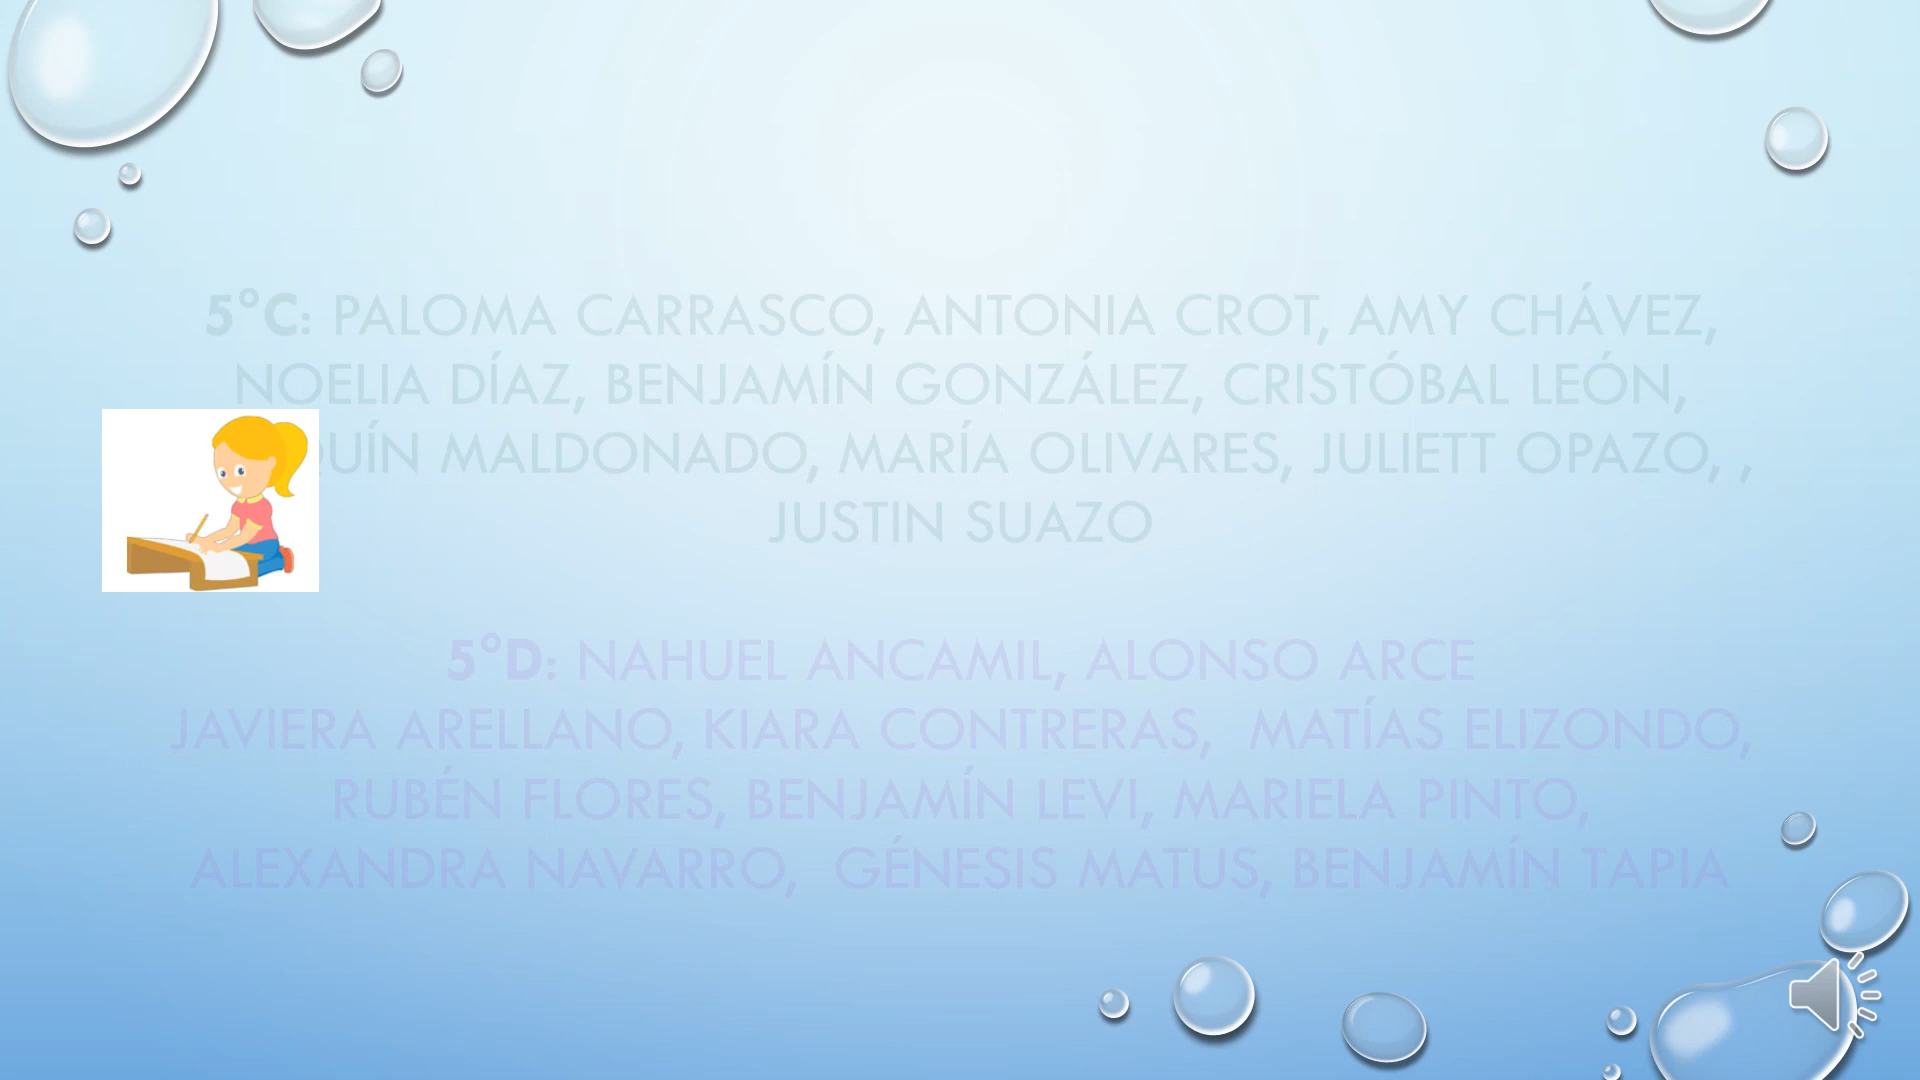 5°C: PALOMA CARRASCO, ANTONIA CROT, AMY CHÁVEZ,
NOELIA DÍAZ, BENJAMÍN GONZÁLEZ, CRISTÓBAL LEÓN,
MALDONADO, MARÍA OLIVARES, JULIETT OPAZO, ,
JUSTIN SUAZO
5°D: NAHUEL ANCAMIL, ALONSO ARCE
JAVIERA ARELLANO, KIARA CONTRERAS, MATÍAS ELIZONDO,
RUBÉN FLORES, BENJAMÍN LEVI, MARIELA PINTO,
ALEXANDRA NAVARRO, GÉNESIS MATUS, BENJAMÍN TAPIA